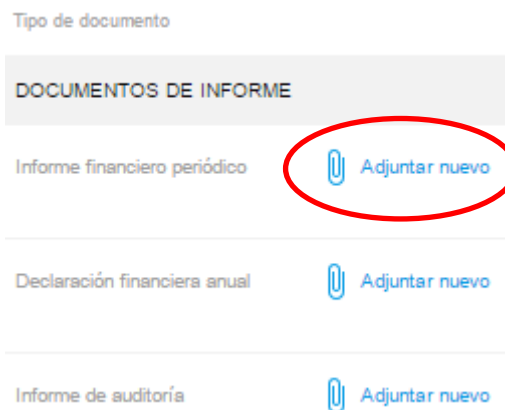 Tipo de documento
DOCUMENTOS DE INFORME
Informe financiero periódico Adjuntar nuevo
Declaración financiera anual Adjuntar nuevo
Informe de auditoría Adjuntar nuevo